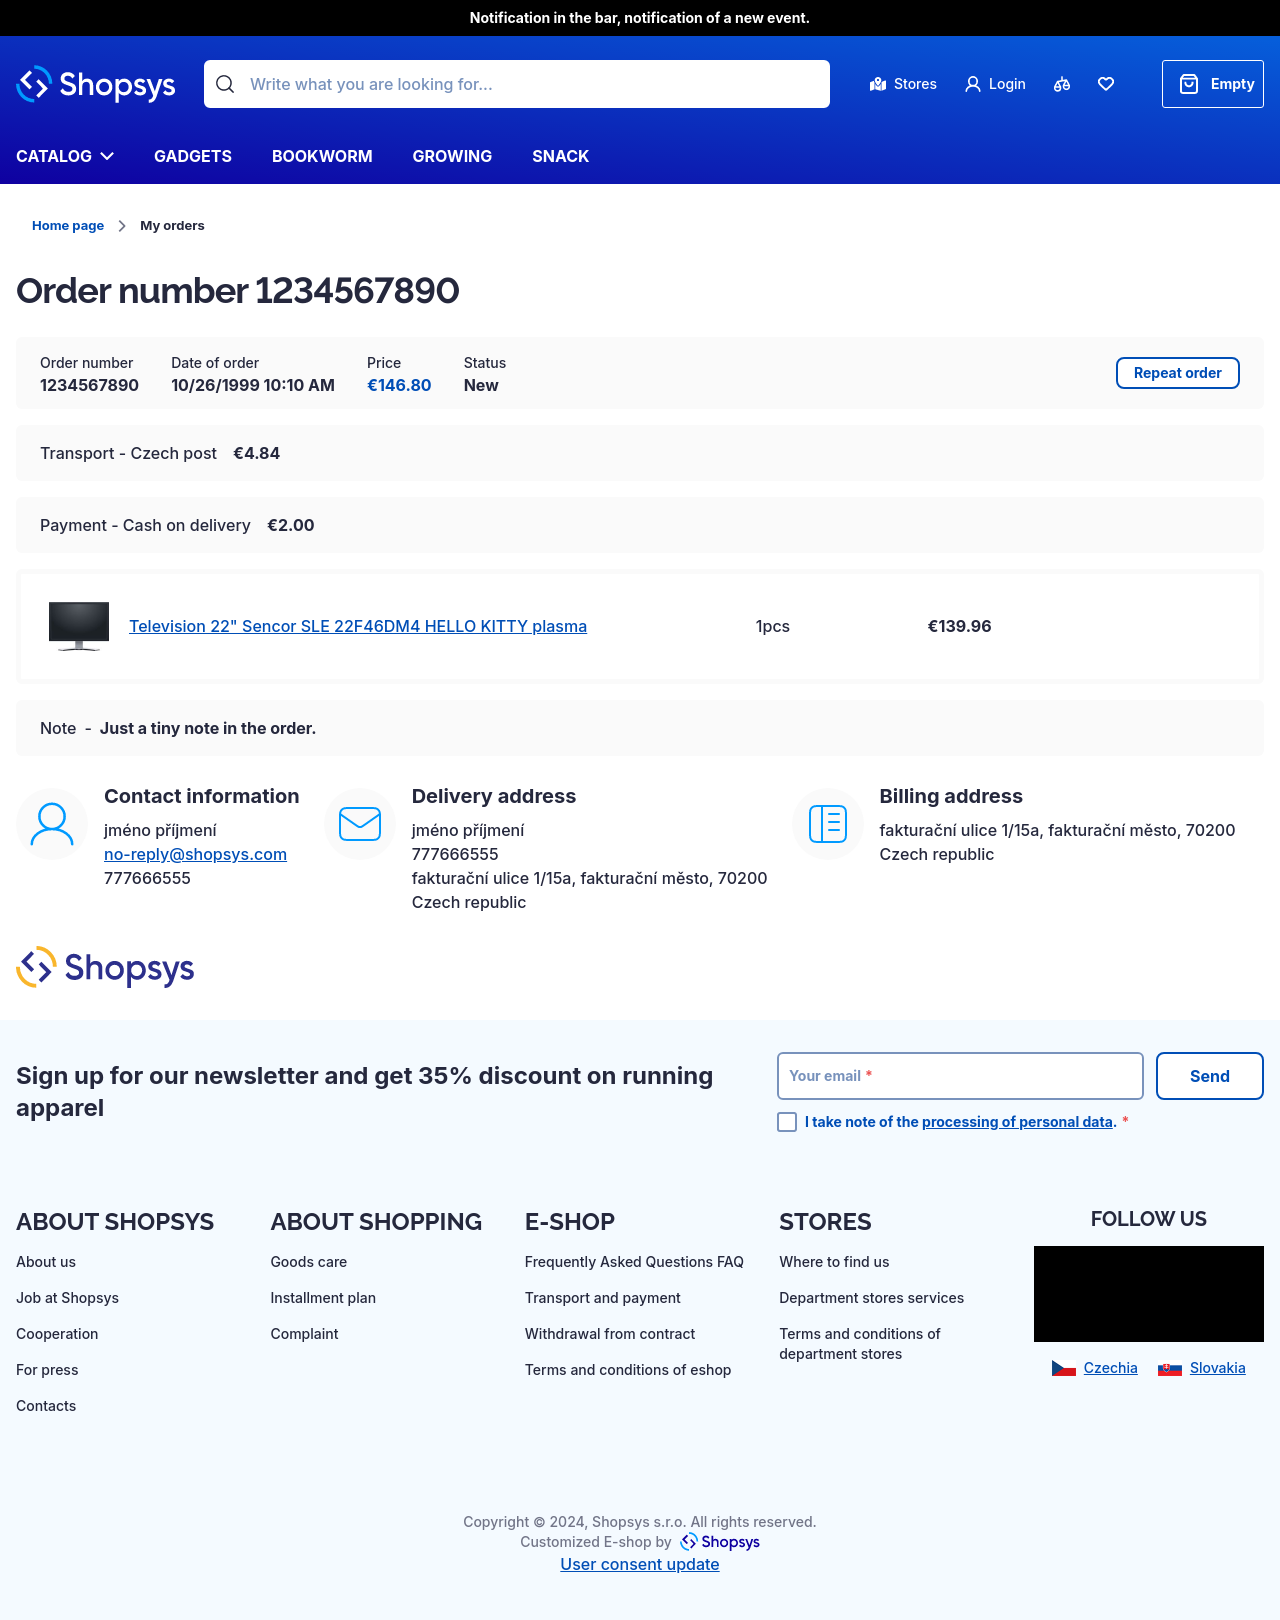 Notification in the bar, notification of a new event.
Shopsys
Write what you are looking for...
Stores
Login
Empty
CATALOG
GADGETS
BOOKWORM
GROWING
SNACK
Home page
My orders
Order number 1234567890
Order number
Date of order
Price
Status
1234567890
10/26/1999 10:10 AM
€146.80
New
Repeat order
Transport - Czech post €4.84
Payment - Cash on delivery €2.00
Television 22" Sencor SLE 22F46DM4 HELLO KITTY plasma
1pcs
€139.96
Note - Just a tiny note in the order.
Contact information
jméno příjmení
no-reply@shopsys.com
777666555
Delivery address
jméno příjmení
777666555
fakturační ulice 1/15a, fakturační město, 70200
Czech republic
Billing address
fakturační ulice 1/15a, fakturační město, 70200
Czech republic
Shopsys
Sign up for our newsletter and get 35% discount on running
apparel
Your email *
Send
I take note of the processing of personal data. *
ABOUT SHOPSYS
About us
Job at Shopsys
Cooperation
For press
Contacts
ABOUT SHOPPING
Goods care
Installment plan
Complaint
E-SHOP
Frequently Asked Questions FAQ
Transport and payment
Withdrawal from contract
Terms and conditions of eshop
STORES
Where to find us
Department stores services
Terms and conditions of
department stores
FOLLOW US
Czechia
Slovakia
Copyright © 2024, Shopsys s.r.o. All rights reserved.
Customized E-shop by Shopsys
User consent update